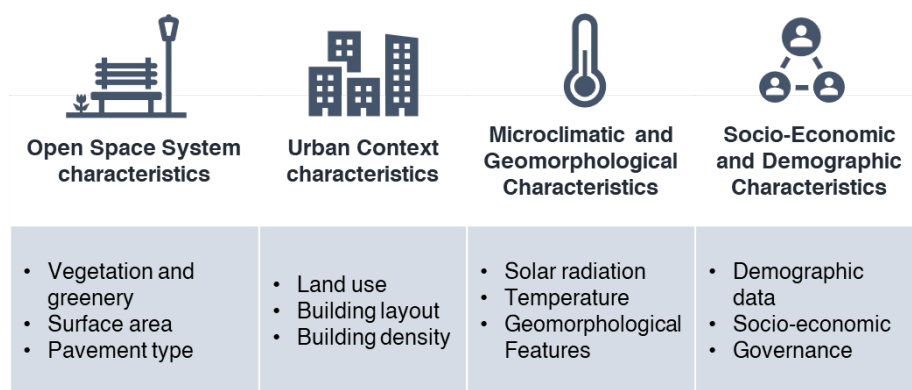 Open Space System
characteristics
Urban Context
characteristics
Microclimatic and
Geomorphological
Characteristics
Socio-Economic
and Demographic
Characteristics
• Vegetation and
greenery
• Surface area
• Pavement type
• Land use
• Building layout
• Building density
• Solar radiation
• Temperature
• Geomorphological
Features
• Demographic
data
• Socio-economic
• Governance